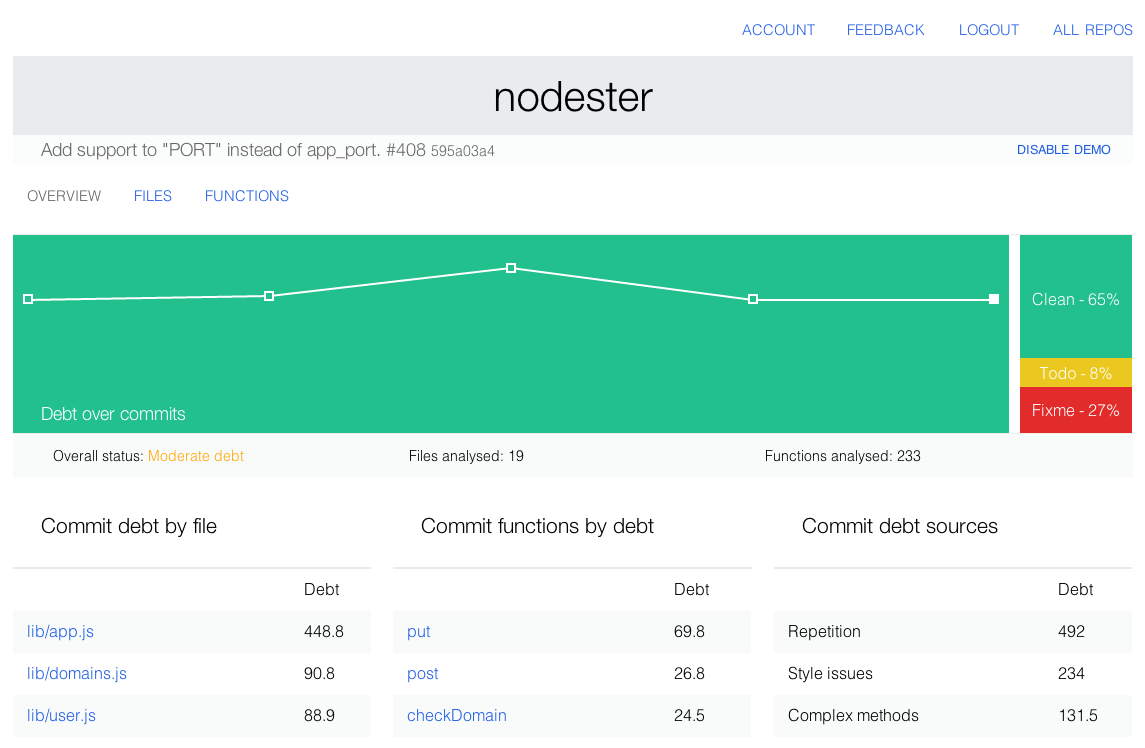 ACCOUNT FEEDBACK LOGOUT ALL REPOS
nodester
Add support to "PORT" instead of app_port. #408 595a03a4 DISABLE DEMO
OVERVIEW FILES FUNCTIONS
Clean - 65%
Todo - 8%
Fixme - 27%
Debt over commits
Overall status: Moderate debt Files analysed: 19 Functions analysed: 233
Commit debt by file Commit functions by debt Commit debt sources
Debt Debt Debt
lib/app.js 448.8 put 69.8 Repetition 492
lib/domains.js 90.8 post 26.8 Style issues 234
lib/user.js 88.9 checkDomain 24.5 Complex methods 131.5